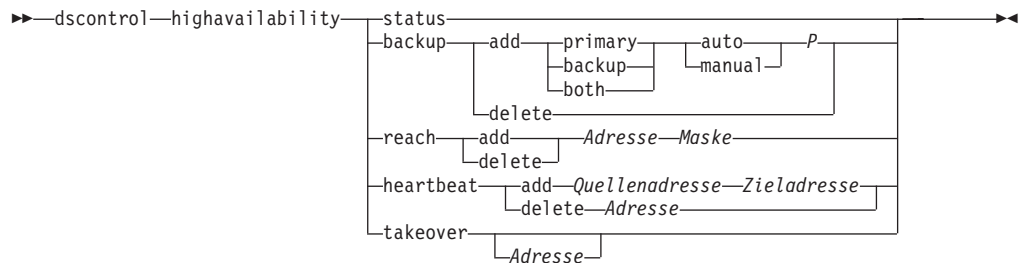 dscontrol highavailability status
backup add primary auto P
backup manual
both
delete
reach add Adresse Maske
delete
heartbeat add Quellenadresse Zieladresse
delete Adresse
takeover
Adresse